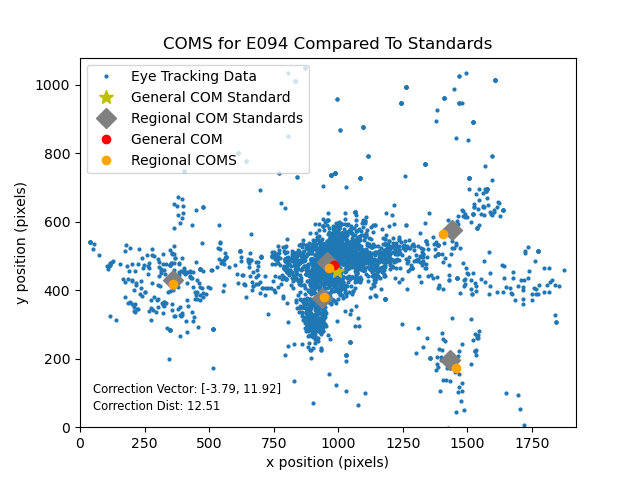 COMS for E094 Compared To Standards
Eye Tracking Data
General COM Standard
Regional COM Standards
General COM
Regional COMS
1000
800
600
400
200
0
y position (pixels)
Correction Vector: [-3.79, 11.92]
Correction Dist: 12.51
0 250 500 750 1000 1250 1500 1750
x position (pixels)